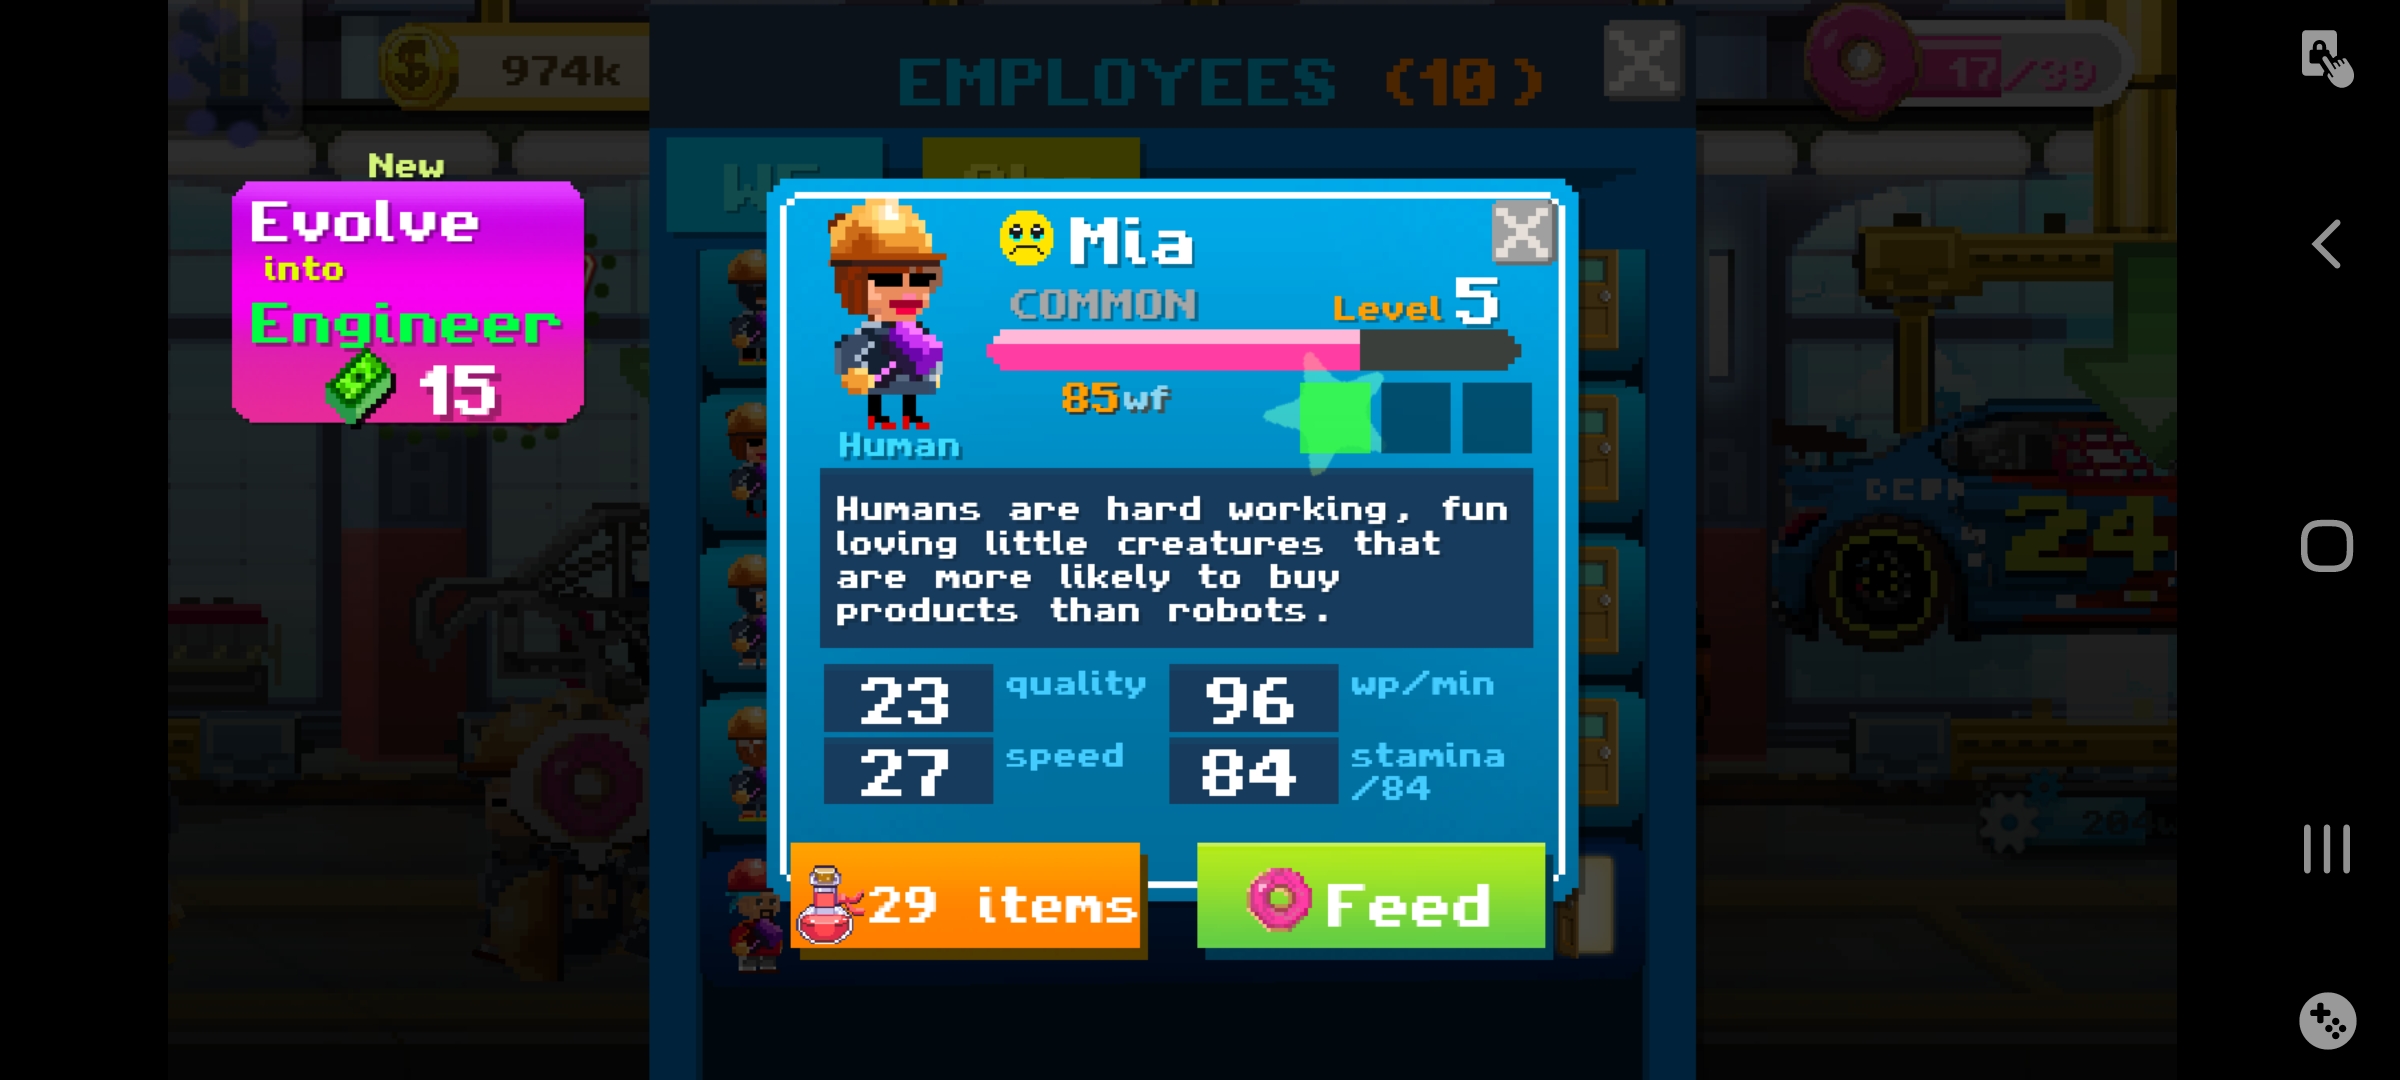 974k
EMPLOYEES (10)
17/39
New
Evolve
into
Engineer
15
Mia
COMMON
Level 5
85wf
Human
Humans are hard working, fun
loving little creatures that
are more likely to buy
products than robots.
23 quality
96 wp/min
27 speed
84 stamina
/84
29 items
Feed
24